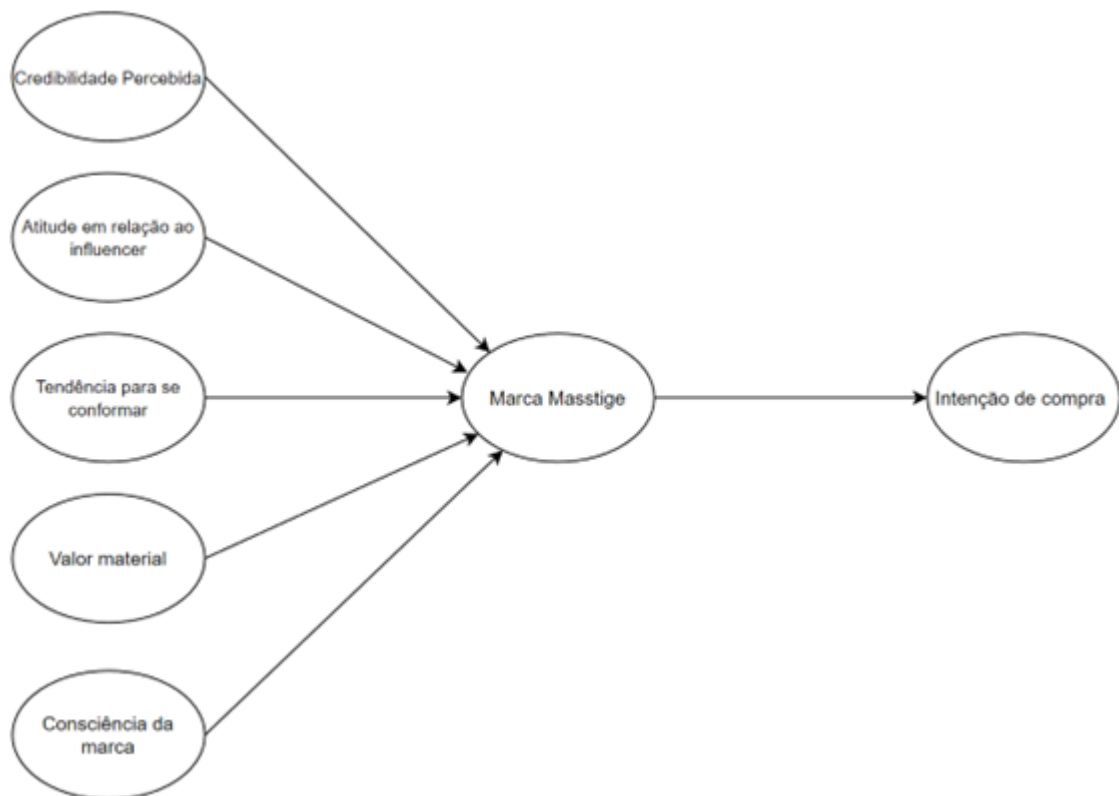 Credibilidade Percebida
Atitude em relação ao
influencer
Tendência para se
conformar
Marca Masstige
Intenção de compra
Valor material
Consciência da
marca